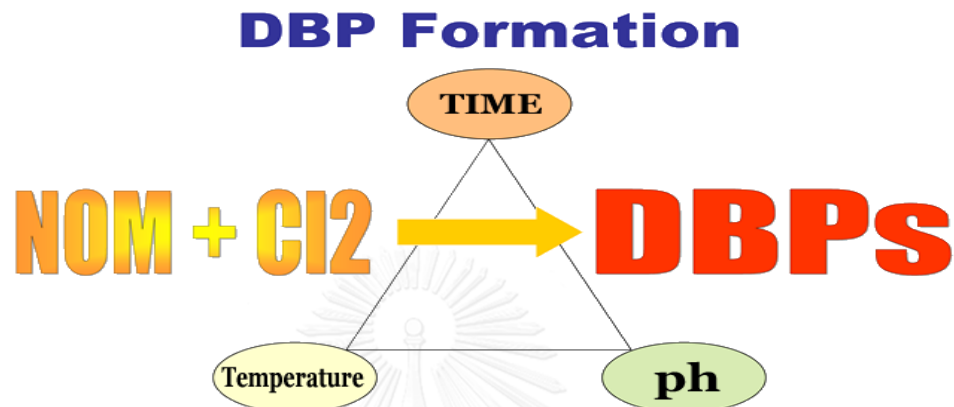 DBP Formation
TIME
NOM + Cl2
DBPs
Temperature
ph